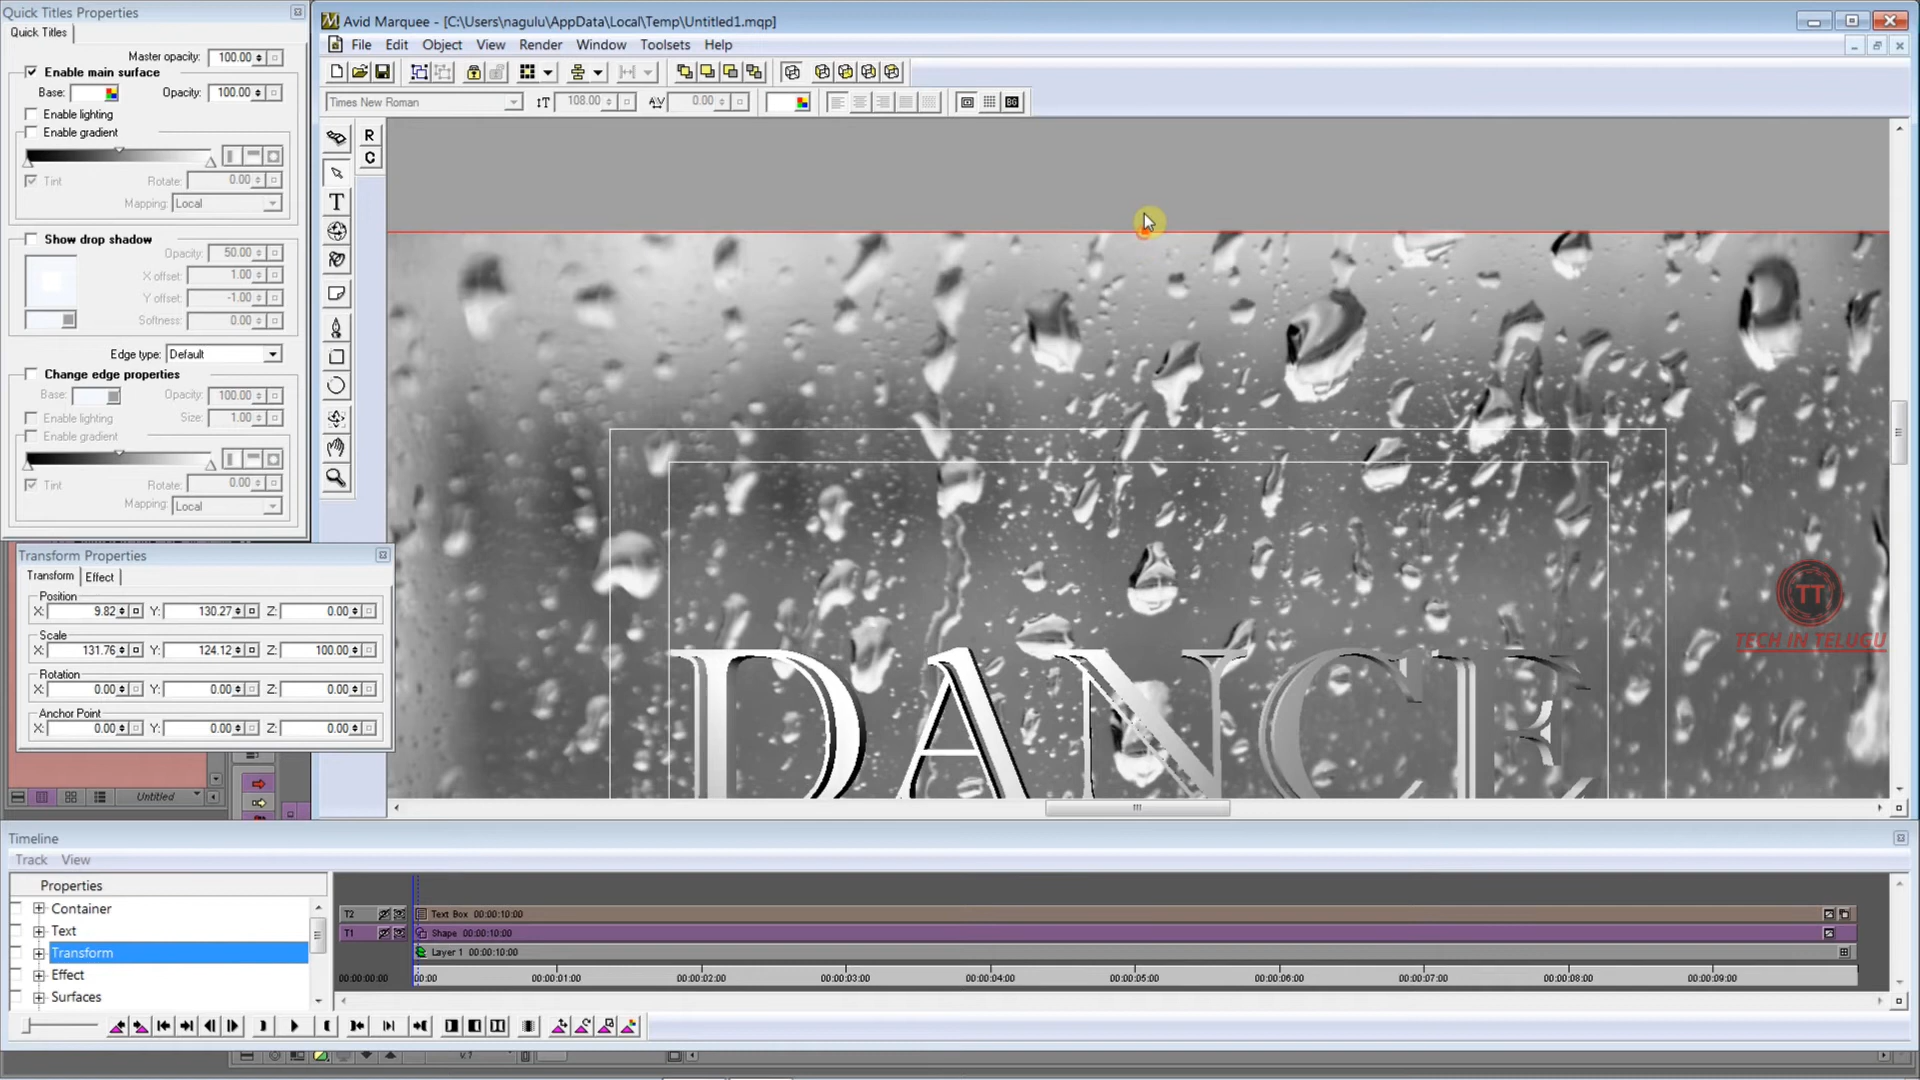 Quick Titles Properties
Quick Titles
Master opacity: 100.00
Enable main surface
Base: Opacity: 100.00
Enable lighting
Enable gradient
Tint Rotate: 0.00
Mapping: Local
Show drop shadow
Opacity: 50.00
X offset: 1.00
Y offset: -1.00
Softness: 0.00
Edge type: Default
Change edge properties
Base: Opacity: 100.00
Enable lighting Size: 1.00
Enable gradient
Tint Rotate: 0.00
Mapping: Local
Transform Properties
Transform Effect
Position
X: 9.82 Y: 130.27 Z: 0.00
Scale
X: 131.76 Y: 124.12 Z: 100.00
Rotation
X: 0.00 Y: 0.00 Z: 0.00
Anchor Point
X: 0.00 Y: 0.00 Z: 0.00
Untitled
Avid Marquee - [C:\Users\nagulu\AppData\Local\Temp\Untitled1.mqp]
File Edit Object View Render Window Toolsets Help
Times New Roman 108.00 AV 0.00 BG
R
C
T
DANCE
TT
TECH IN TELUGU
Timeline
Track View
Properties
Container
Text
Transform
Effect
Surfaces
T2 Text Box 00:00:10:00
T1 Shape 00:00:10:00
Layer 1 00:00:10:00
00:00:00:00 00:00 00:00:01:00 00:00:02:00 00:00:03:00 00:00:04:00 00:00:05:00 00:00:06:00 00:00:07:00 00:00:08:00 00:00:09:00
V.7